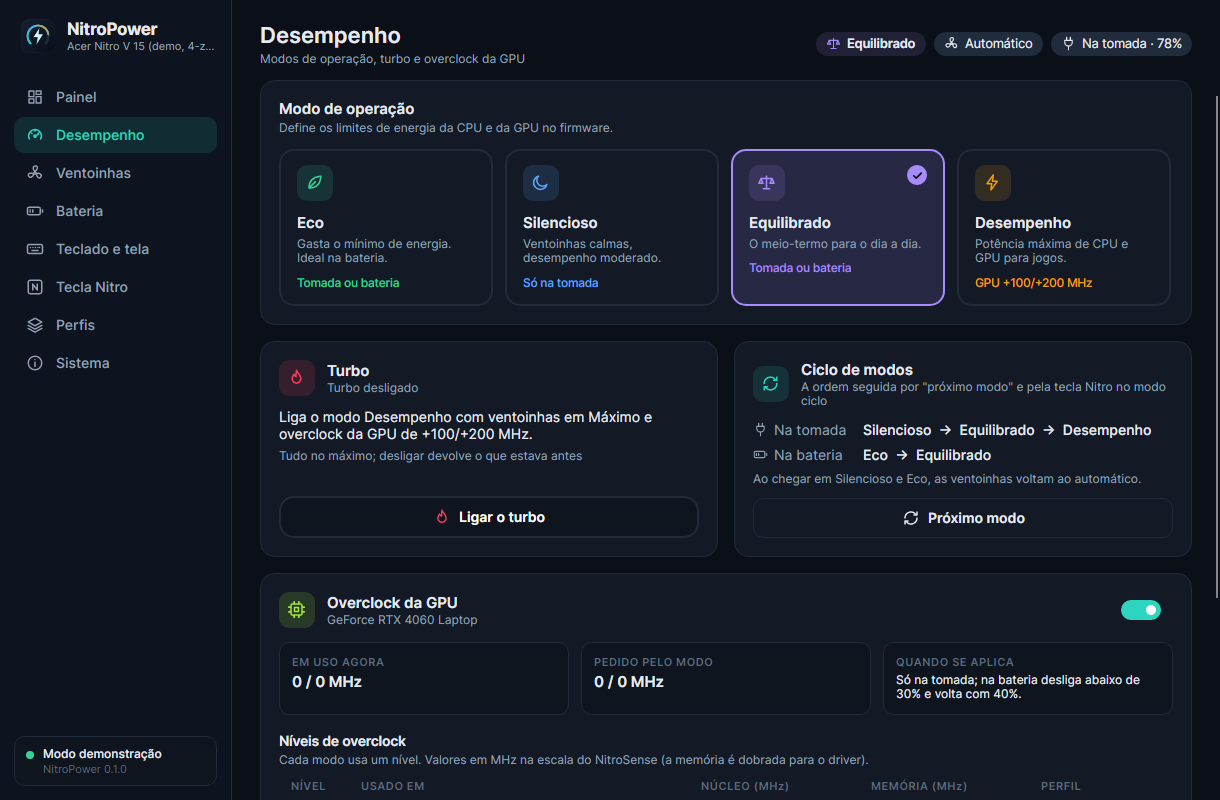 NitroPower
Acer Nitro V 15 (demo, 4-z...
Painel
Desempenho
Ventoinhas
Bateria
Teclado e tela
Tecla Nitro
Perfis
Sistema
Modo demonstração
NitroPower 0.1.0
Desempenho
Modos de operação, turbo e overclock da GPU
Equilibrado
Automático
Na tomada · 78%
Modo de operação
Define os limites de energia da CPU e da GPU no firmware.
Eco
Gasta o mínimo de energia.
Ideal na bateria.
Tomada ou bateria
Silencioso
Ventoinhas calmas,
desempenho moderado.
Só na tomada
Equilibrado
O meio-termo para o dia a dia.
Tomada ou bateria
Desempenho
Potência máxima de CPU e
GPU para jogos.
GPU +100/+200 MHz
Turbo
Turbo desligado
Liga o modo Desempenho com ventoinhas em Máximo e
overclock da GPU de +100/+200 MHz.
Tudo no máximo; desligar devolve o que estava antes
Ligar o turbo
Ciclo de modos
A ordem seguida por "próximo modo" e pela tecla Nitro no modo
ciclo
Na tomada Silencioso → Equilibrado → Desempenho
Na bateria Eco → Equilibrado
Ao chegar em Silencioso e Eco, as ventoinhas voltam ao automático.
Próximo modo
Overclock da GPU
GeForce RTX 4060 Laptop
EM USO AGORA
0 / 0 MHz
PEDIDO PELO MODO
0 / 0 MHz
QUANDO SE APLICA
Só na tomada; na bateria desliga abaixo de
30% e volta com 40%.
Níveis de overclock
Cada modo usa um nível. Valores em MHz na escala do NitroSense (a memória é dobrada para o driver).
NÍVEL USADO EM NÚCLEO (MHz) MEMÓRIA (MHz) PERFIL